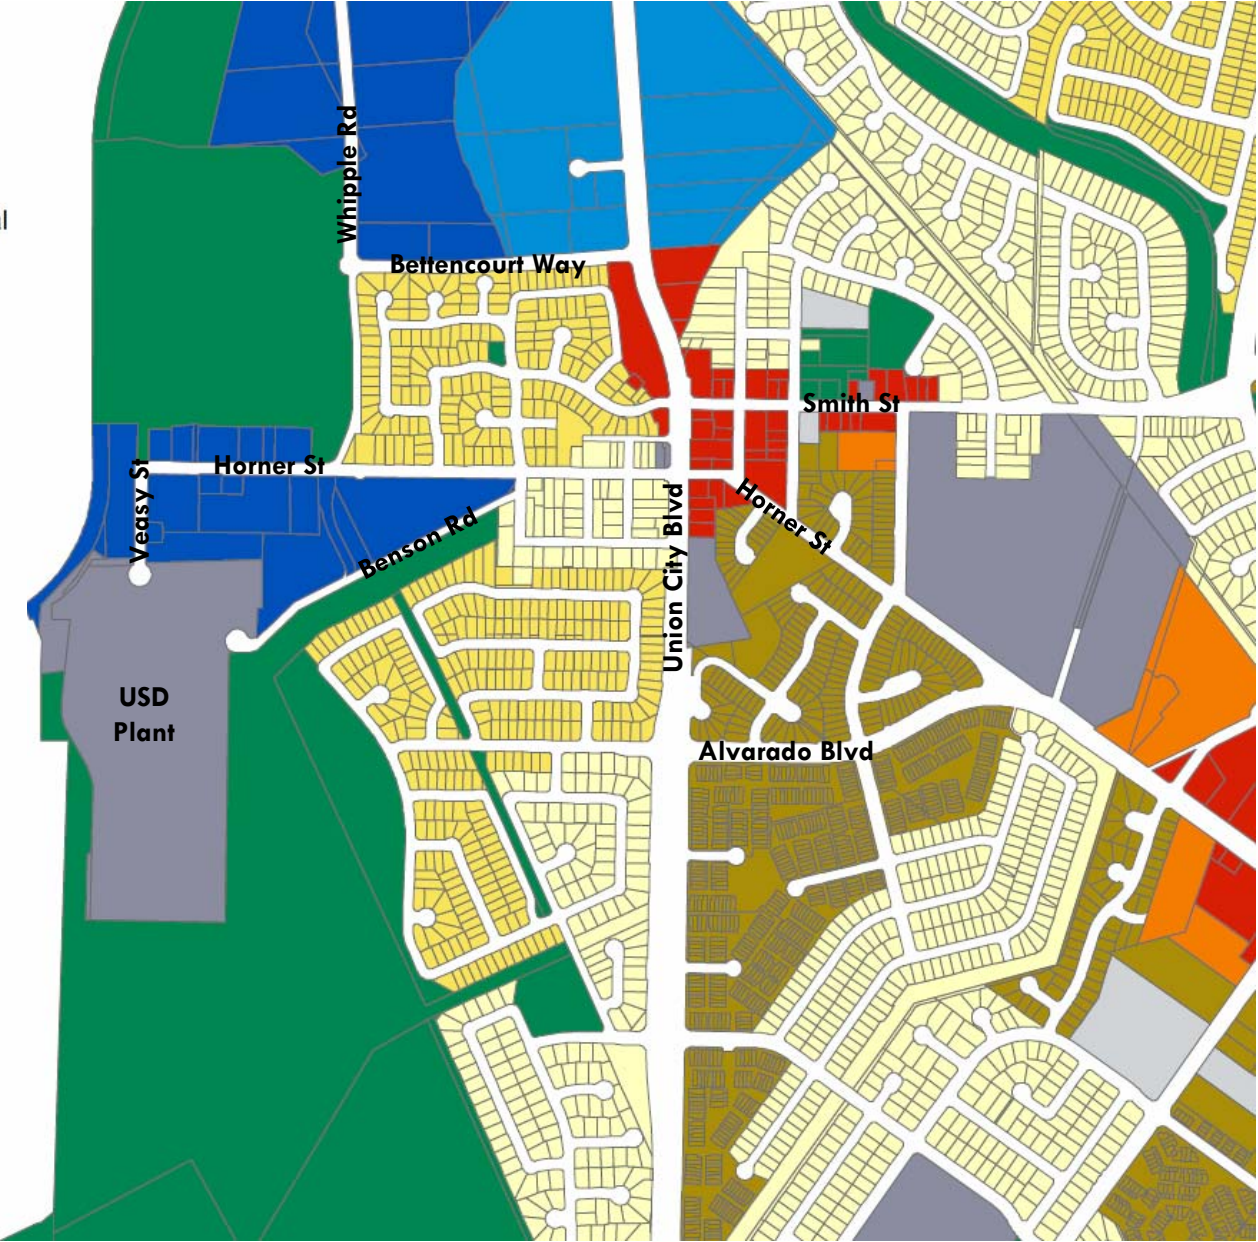 Whipple Rd
Bettencourt Way
Smith St
Horner St
Veasy St
Benson Rd
Horner St
Union City Blvd
USD
Plant
Alvarado Blvd